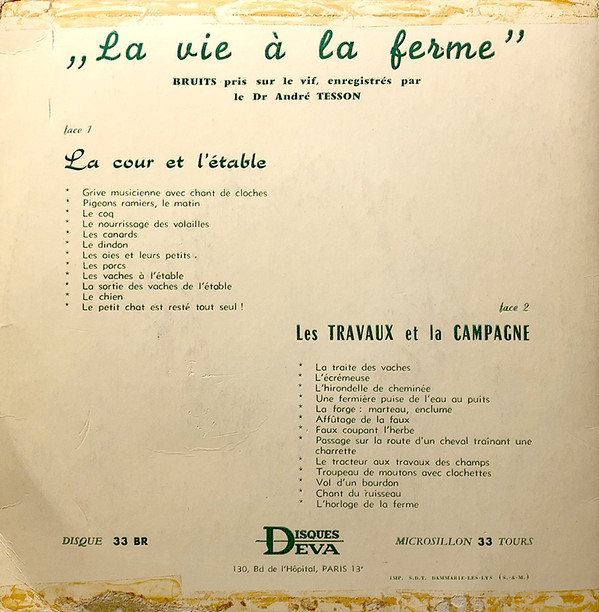 „La vie à la ferme”
BRUITS pris sur le vif, enregistrés par
le Dr André TESSON
face 1
La cour et l'étable
* Grive musicienne avec chant de cloches
* Pigeons ramiers, le matin
* Le coq
* Le nourrissage des volailles
* Les canards
* Le dindon
* Les oies et leurs petits.
* Les porcs
* Les vaches à l'étable
* La sortie des vaches de l'étable
* Le chien
* Le petit chat est resté tout seul !
face 2
Les TRAVAUX et la CAMPAGNE
* La traite des vaches
* L'écrémeuse
* L'hirondelle de cheminée
* Une fermière puise de l'eau au puits
* La forge : marteau, enclume
* Affûtage de la faux
* Faux coupant l'herbe
* Passage sur la route d'un cheval traînant une
charrette
* Le tracteur aux travaux des champs
* Troupeau de moutons avec clochettes
* Vol d'un bourdon
* Chant du ruisseau
* L'horloge de la ferme
DISQUE 33 BR
DISQUES
DEVA
MICROSILLON 33 TOURS
130, Bd de l'Hôpital, PARIS 13e
IMP. S.D.T. DAMMARIE-LES-LYS (S.-&-M.)